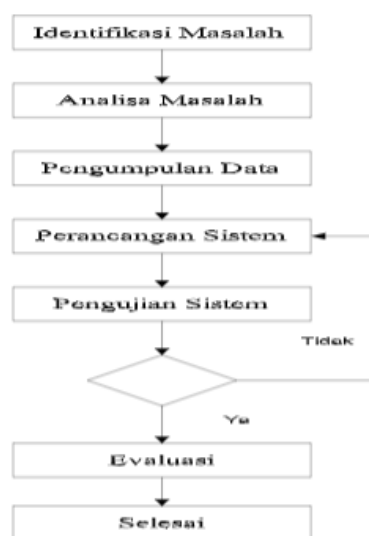 Identifikasi Masalah
Analisa Masalah
Pengumpulan Data
Perancangan Sistem
Pengujian Sistem
Tidak
Ya
Evaluasi
Selesai